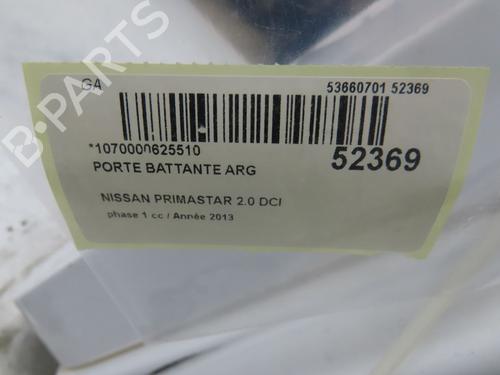 GA 53660701 52369
*1070000625510 52369
PORTE BATTANTE ARG
NISSAN PRIMASTAR 2.0 DCI
phase 1 cc / Année 2013
B-PARTS